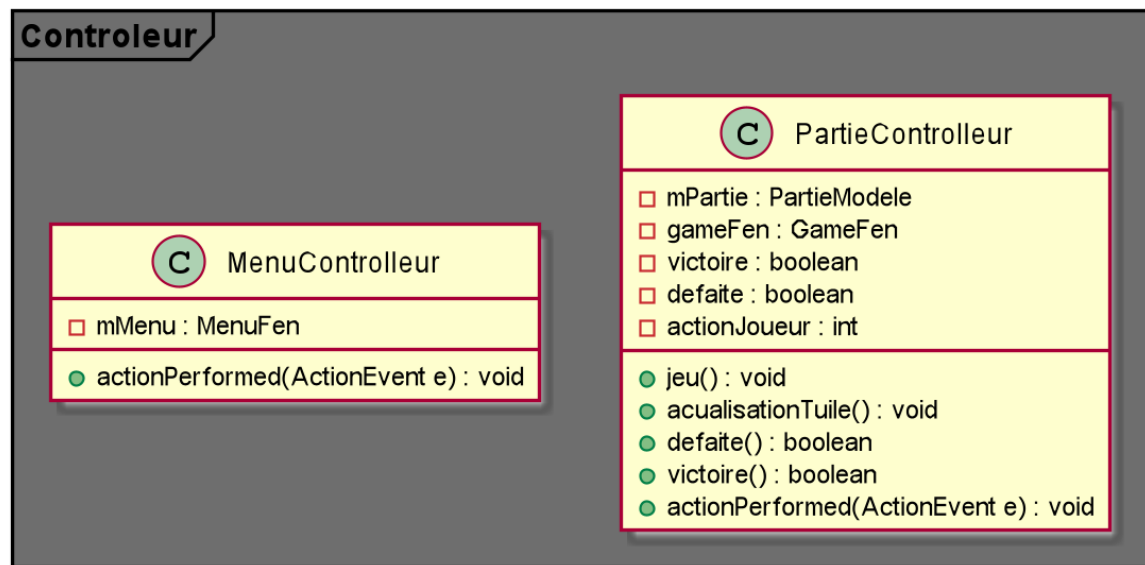 Controleur
C MenuControlleur
mMenu : MenuFen
actionPerformed(ActionEvent e) : void
C PartieControlleur
mPartie : PartieModele
gameFen : GameFen
victoire : boolean
defaite : boolean
actionJoueur : int
jeu() : void
acualisationTuile() : void
defaite() : boolean
victoire() : boolean
actionPerformed(ActionEvent e) : void